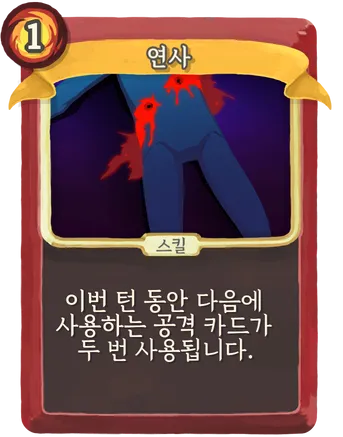 1
연사
스킬
이번 턴 동안 다음에
사용하는 공격 카드가
두 번 사용됩니다.